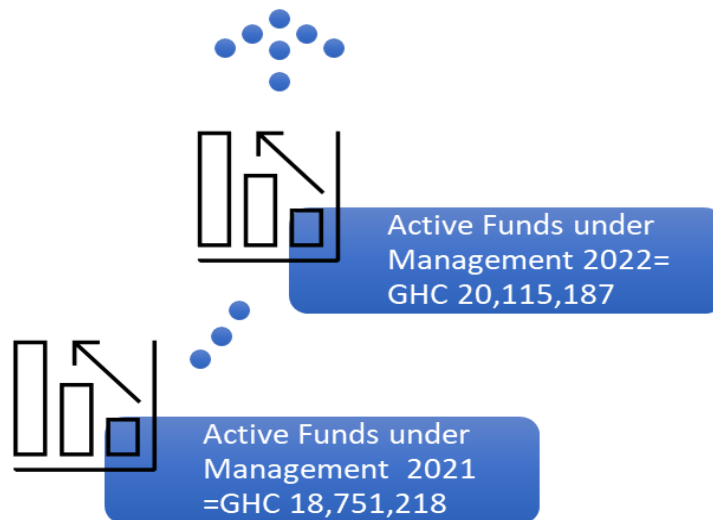 Active Funds under
Management 2022=
GHC 20,115,187
Active Funds under
Management  2021
=GHC 18,751,218